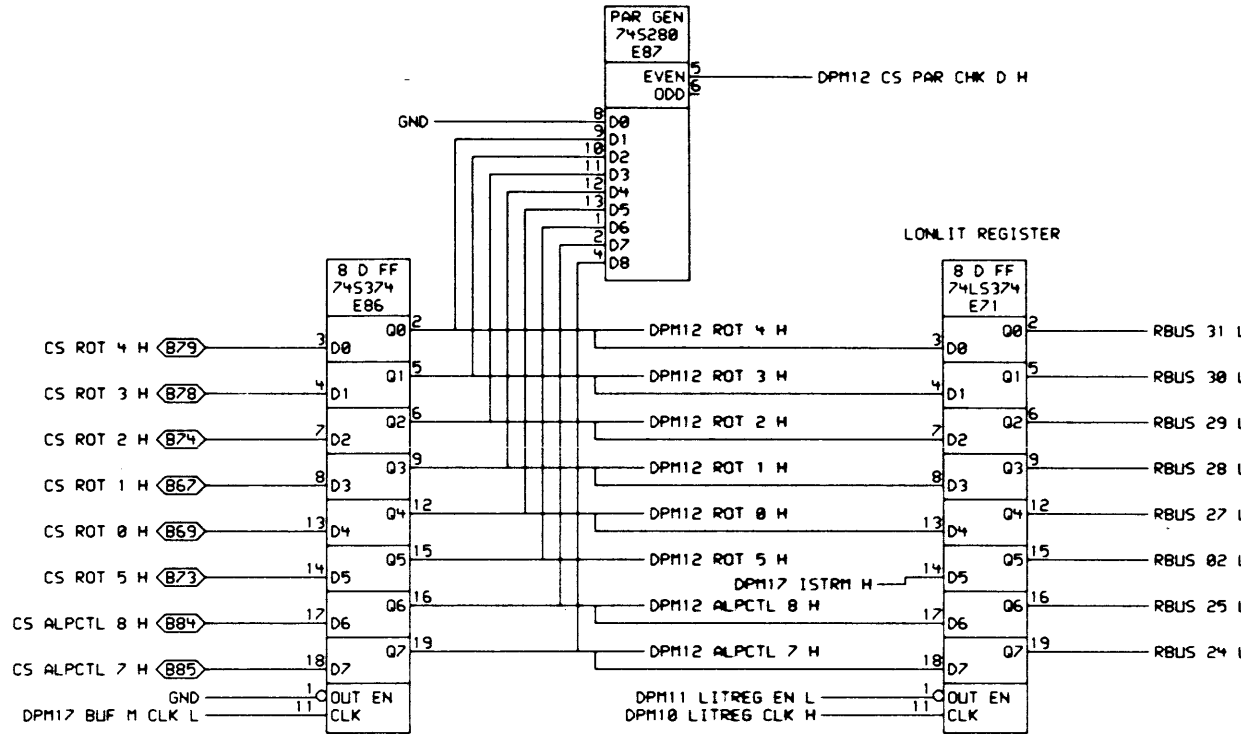 PAR GEN
74S280
E87
EVEN 5 DPM12 CS PAR CHK D H
ODD 6
GND 8 D0
9 D1
10 D2
11 D3
12 D4
13 D5
1 D6
2 D7
4 D8
LONLIT REGISTER
8 D FF
74S374
E86
8 D FF
74LS374
E71
Q0 2 DPM12 ROT 4 H Q0 2 RBUS 31 L
CS ROT 4 H B79 3 D0 3 D0
Q1 5 DPM12 ROT 3 H Q1 5 RBUS 30 L
CS ROT 3 H B78 4 D1 4 D1
Q2 6 DPM12 ROT 2 H Q2 6 RBUS 29 L
CS ROT 2 H B74 7 D2 7 D2
Q3 9 DPM12 ROT 1 H Q3 9 RBUS 28 L
CS ROT 1 H B67 8 D3 8 D3
Q4 12 DPM12 ROT 0 H Q4 12 RBUS 27 L
CS ROT 0 H B69 13 D4 13 D4
Q5 15 DPM12 ROT 5 H Q5 15 RBUS 02 L
CS ROT 5 H B73 14 D5 DPM17 ISTRM H 14 D5
Q6 16 DPM12 ALPCTL 8 H Q6 16 RBUS 25 L
CS ALPCTL 8 H B84 17 D6 17 D6
Q7 19 DPM12 ALPCTL 7 H Q7 19 RBUS 24 L
CS ALPCTL 7 H B85 18 D7 18 D7
GND 1 OUT EN DPM11 LITREG EN L 1 OUT EN
DPM17 BUF M CLK L 11 CLK DPM10 LITREG CLK H 11 CLK